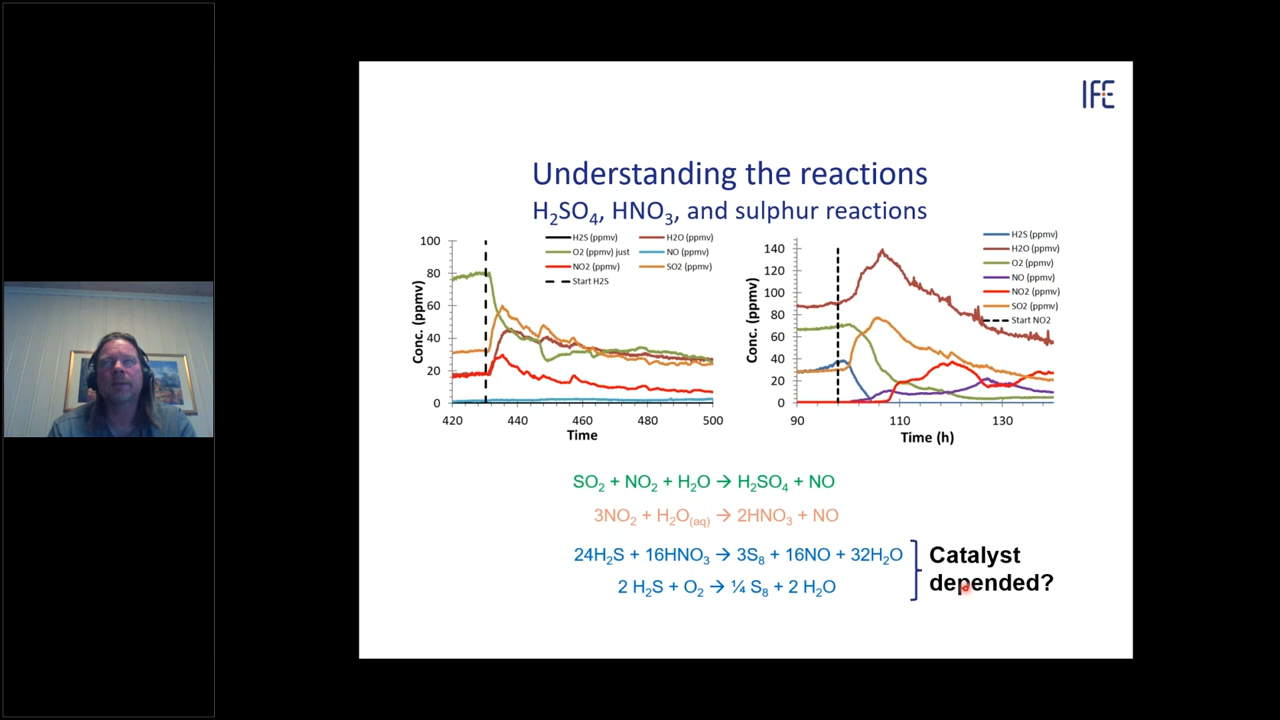 IFE
Understanding the reactions
H₂SO₄, HNO₃, and sulphur reactions
100
80
60
40
20
0
Conc. (ppmv)
H2S (ppmv)
H2O (ppmv)
O2 (ppmv) just
NO (ppmv)
NO2 (ppmv)
SO2 (ppmv)
Start H2S
420
440
460
480
500
Time
140
120
100
80
60
40
20
0
Conc. (ppmv)
H2S (ppmv)
H2O (ppmv)
O2 (ppmv)
NO (ppmv)
NO2 (ppmv)
SO2 (ppmv)
Start NO2
90
110
130
Time (h)
SO₂ + NO₂ + H₂O → H₂SO₄ + NO
3NO₂ + H₂O₍aq₎ → 2HNO₃ + NO
24H₂S + 16HNO₃ → 3S₈ + 16NO + 32H₂O
2 H₂S + O₂ → ¼ S₈ + 2 H₂O
Catalyst
depended?